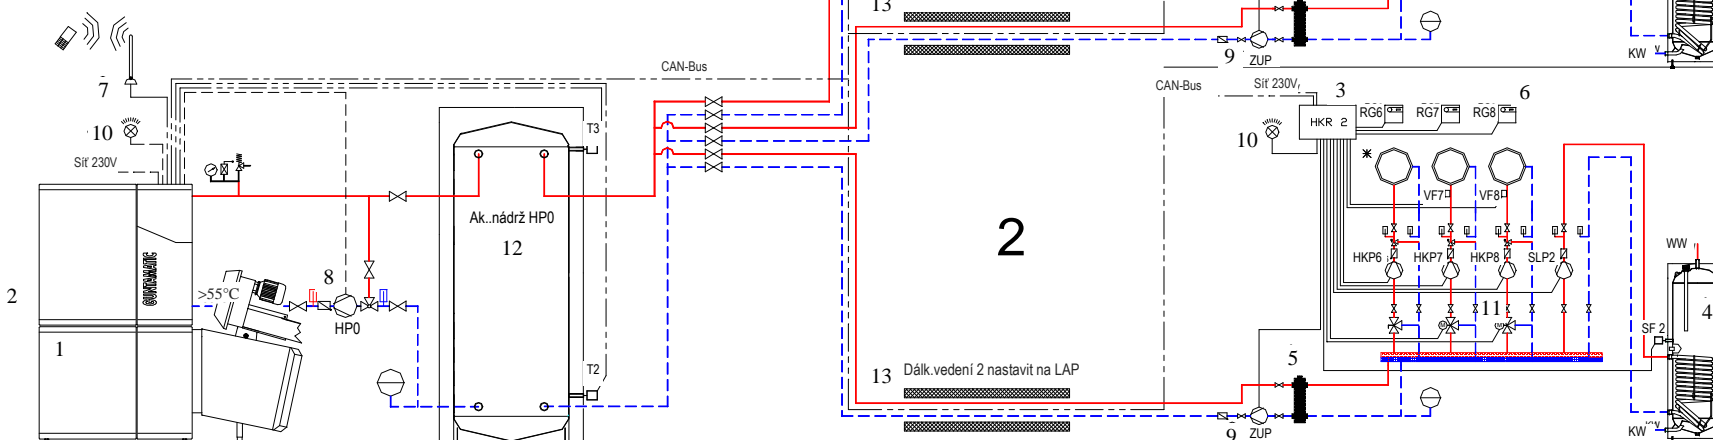 13
9
ZUP
KW
CAN-Bus
7
CAN-Bus
Síť 230V
3
6
HKR 2
RG6
RG7
RG8
10
10
Síť 230V
T3
VF7
VF8
Ak..nádrž HP0
12
2
GUNTAMATIC
HKP6
HKP7
HKP8
SLP2
WW
>55°C
8
HP0
2
11
4
SF 2
1
5
T2
13
Dálk.vedení 2 nastavit na LAP
9
ZUP
KW